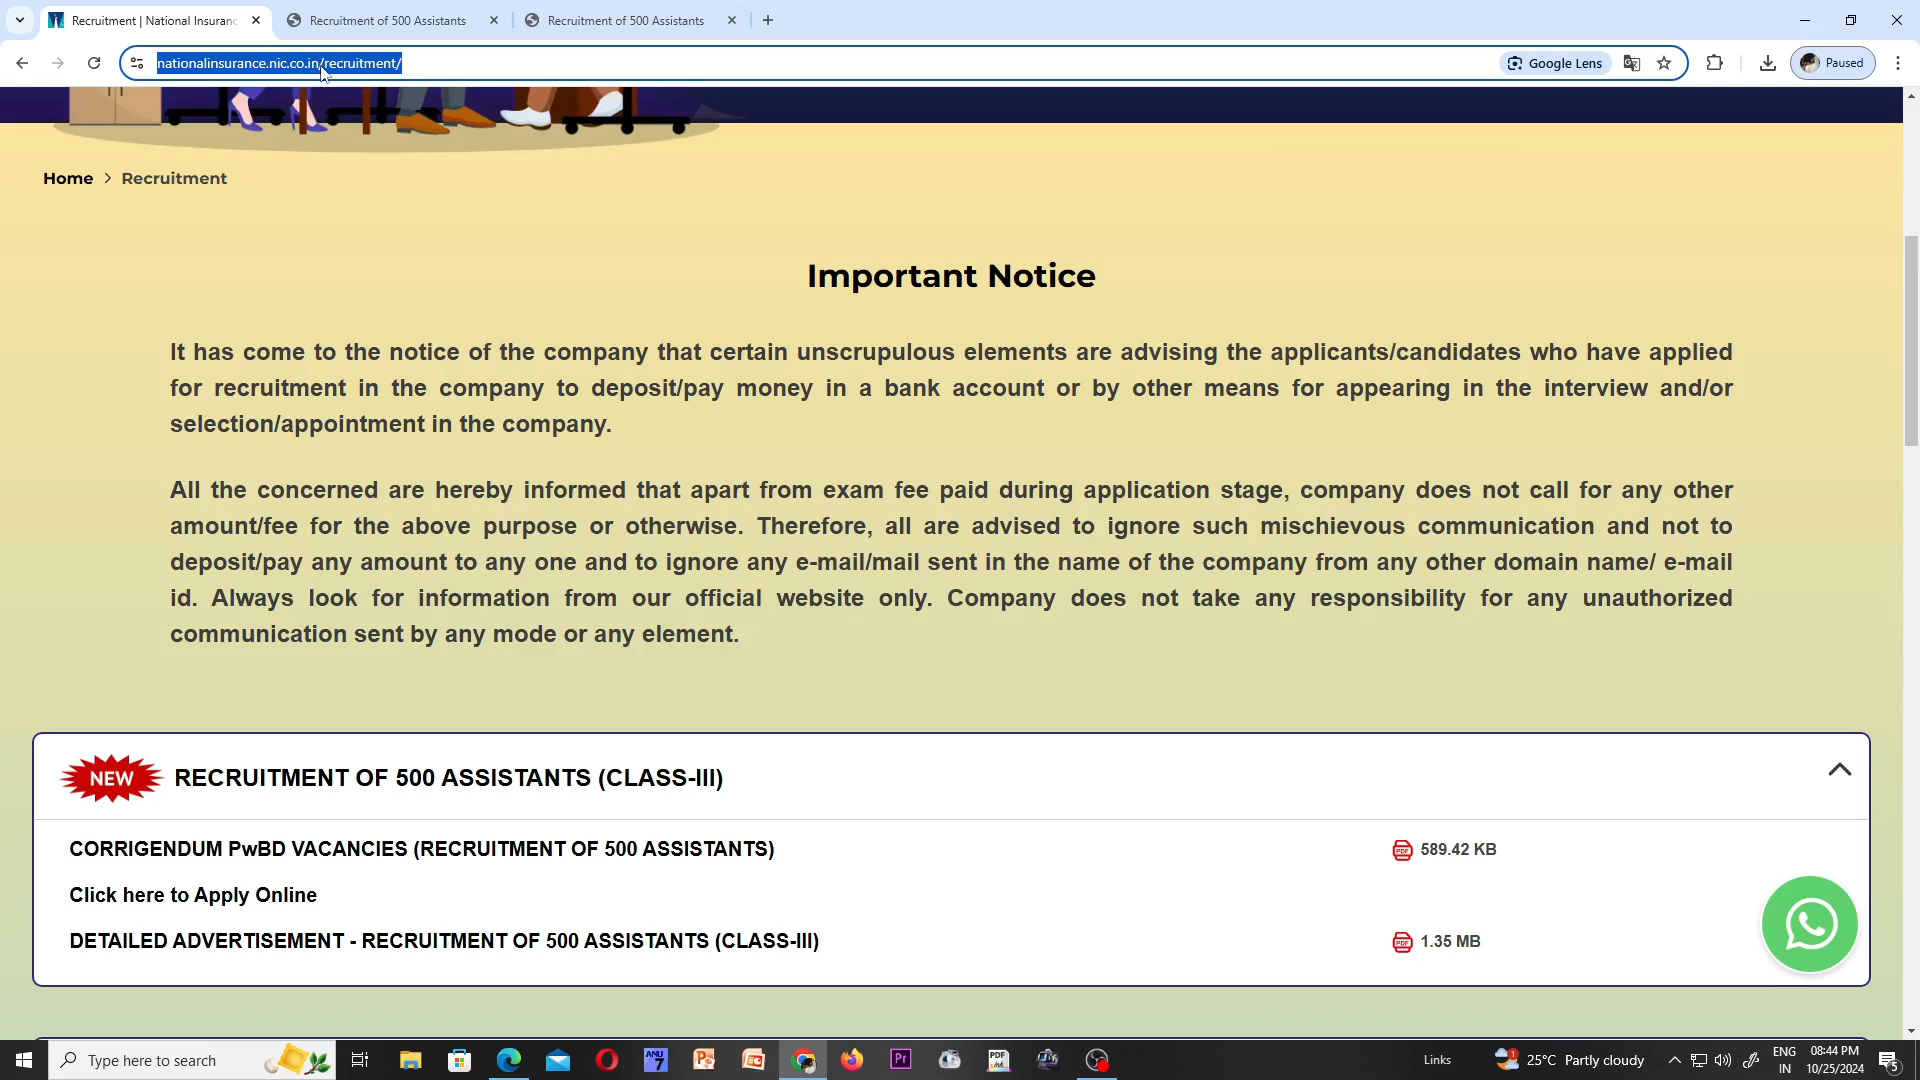 Recruitment | National Insuranc
Recruitment of 500 Assistants
Recruitment of 500 Assistants
nationalinsurance.nic.co.in/recruitment/
Google Lens
Paused
Home > Recruitment
Important Notice
It has come to the notice of the company that certain unscrupulous elements are advising the applicants/candidates who have applied
for recruitment in the company to deposit/pay money in a bank account or by other means for appearing in the interview and/or
selection/appointment in the company.
All the concerned are hereby informed that apart from exam fee paid during application stage, company does not call for any other
amount/fee for the above purpose or otherwise. Therefore, all are advised to ignore such mischievous communication and not to
deposit/pay any amount to any one and to ignore any e-mail/mail sent in the name of the company from any other domain name/ e-mail
id. Always look for information from our official website only. Company does not take any responsibility for any unauthorized
communication sent by any mode or any element.
NEW RECRUITMENT OF 500 ASSISTANTS (CLASS-III)
CORRIGENDUM PwBD VACANCIES (RECRUITMENT OF 500 ASSISTANTS) PDF 589.42 KB
Click here to Apply Online
DETAILED ADVERTISEMENT - RECRUITMENT OF 500 ASSISTANTS (CLASS-III) PDF 1.35 MB
Type here to search
ANU
7
Pr
PDF
Links
1
25°C Partly cloudy
ENG
IN
08:44 PM
10/25/2024
5